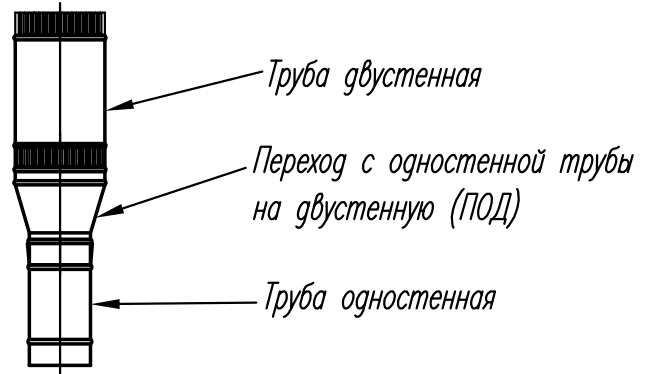 Труба двустенная
Переход с одностенной трубы
на двустенную (ПОД)
Труба одностенная